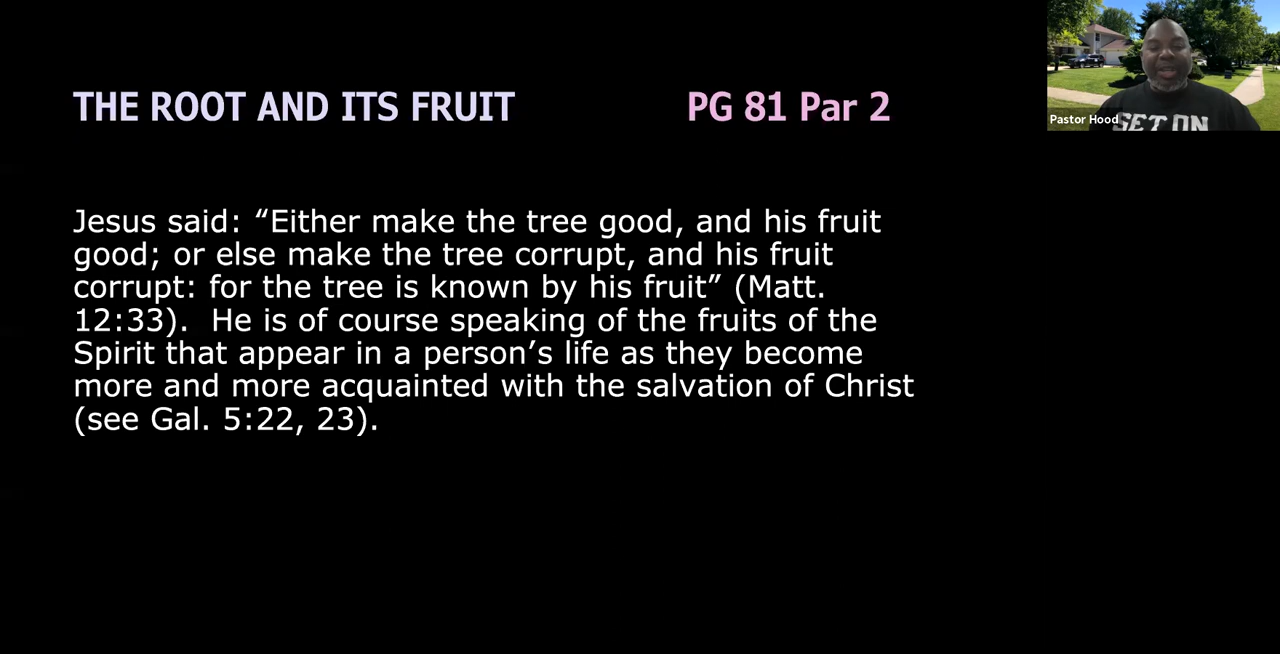 THE ROOT AND ITS FRUIT
PG 81 Par 2
Pastor Hood
SET ON
Jesus said: “Either make the tree good, and his fruit
good; or else make the tree corrupt, and his fruit
corrupt: for the tree is known by his fruit” (Matt.
12:33).  He is of course speaking of the fruits of the
Spirit that appear in a person’s life as they become
more and more acquainted with the salvation of Christ
(see Gal. 5:22, 23).